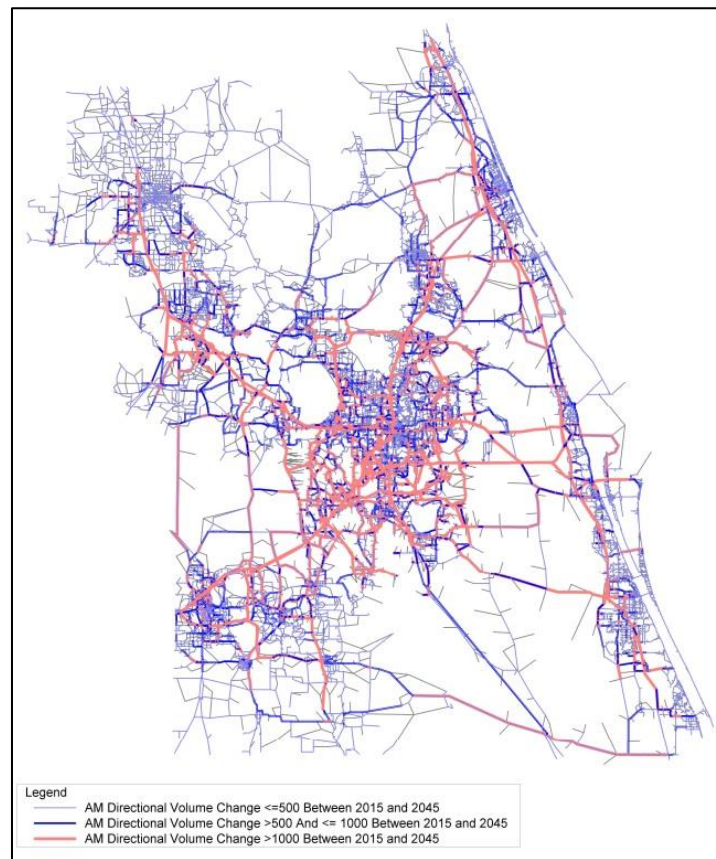 Legend
AM Directional Volume Change <=500 Between 2015 and 2045
AM Directional Volume Change >500 And <= 1000 Between 2015 and 2045
AM Directional Volume Change >1000 Between 2015 and 2045